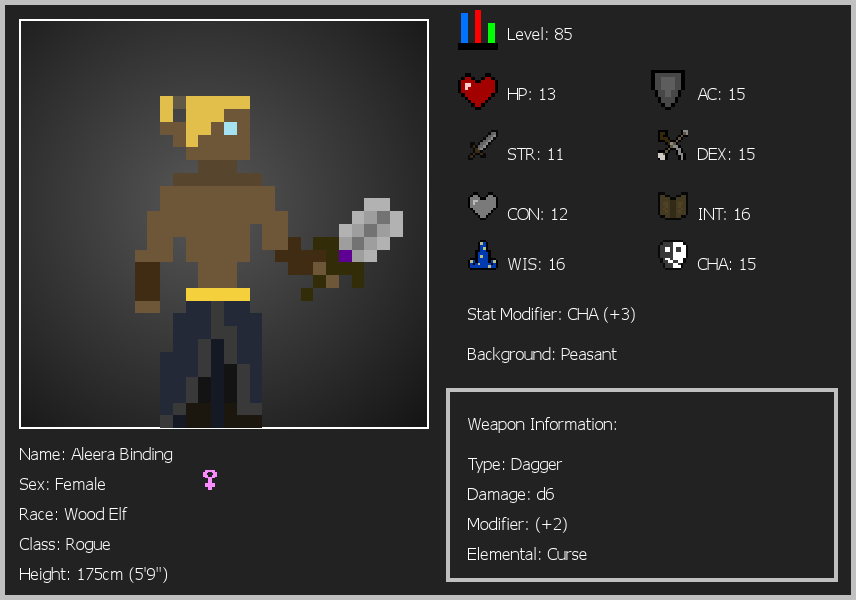 Level: 85
HP: 13
AC: 15
STR: 11
DEX: 15
CON: 12
INT: 16
WIS: 16
CHA: 15
Stat Modifier: CHA (+3)
Background: Peasant
Weapon Information:
Type: Dagger
Damage: d6
Modifier: (+2)
Elemental: Curse
Name: Aleera Binding
Sex: Female
Race: Wood Elf
Class: Rogue
Height: 175cm (5'9")